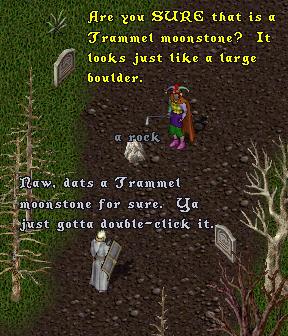 Are you SURE that is a
Trammel moonstone?  It
looks just like a large
boulder.
a rock
Naw, dats a Trammel
moonstone for sure.  Ya
just gotta double-click it.